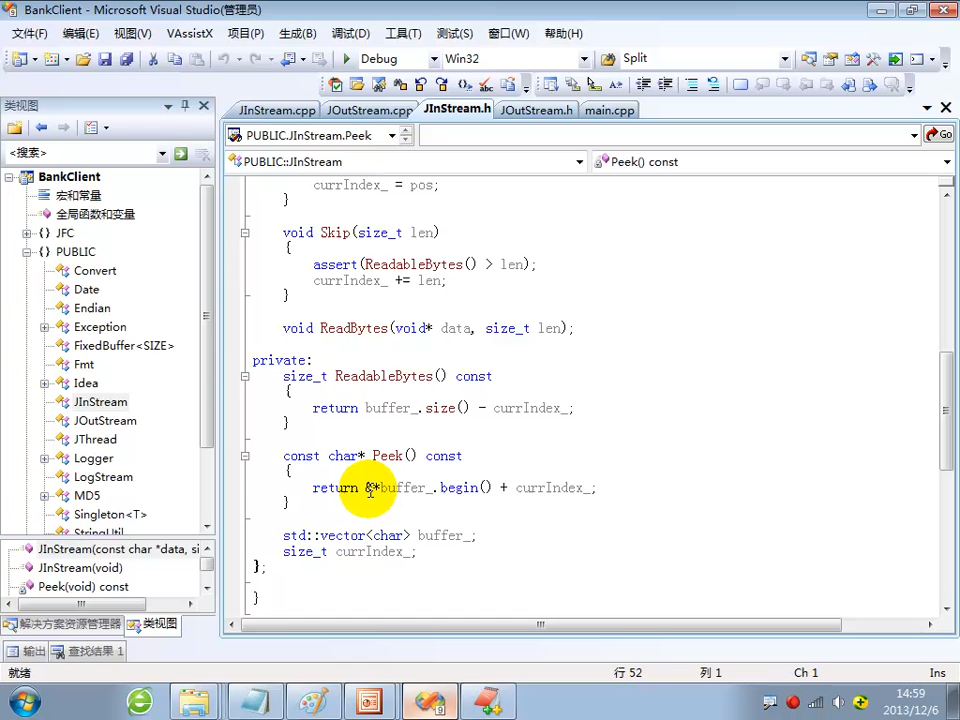 BankClient - Microsoft Visual Studio(管理员)
文件(F) 编辑(E) 视图(V) VAssistX 项目(P) 生成(B) 调试(D) 工具(T) 测试(S) 窗口(W) 帮助(H)
Debug Win32 Split
类视图
JInStream.cpp JOutStream.cpp JInStream.h JOutStream.h main.cpp
PUBLIC.JInStream.Peek Go
<搜索>
PUBLIC::JInStream Peek() const
BankClient
宏和常量
全局函数和变量
JFC
PUBLIC
Convert
Date
Endian
Exception
FixedBuffer<SIZE>
Fmt
Idea
JInStream
JOutStream
JThread
Logger
LogStream
MD5
Singleton<T>
StringUtil
JInStream(const char *data, si
JInStream(void)
Peek(void) const
解决方案资源管理器 类视图
currIndex_ = pos;
}
void Skip(size_t len)
{
assert(ReadableBytes() > len);
currIndex_ += len;
}
void ReadBytes(void* data, size_t len);
private:
size_t ReadableBytes() const
{
return buffer_.size() - currIndex_;
}
const char* Peek() const
{
return &*buffer_.begin() + currIndex_;
}
std::vector<char> buffer_;
size_t currIndex_;
};
}
输出 查找结果 1
就绪 行 52 列 1 Ch 1 Ins
14:59
2013/12/6